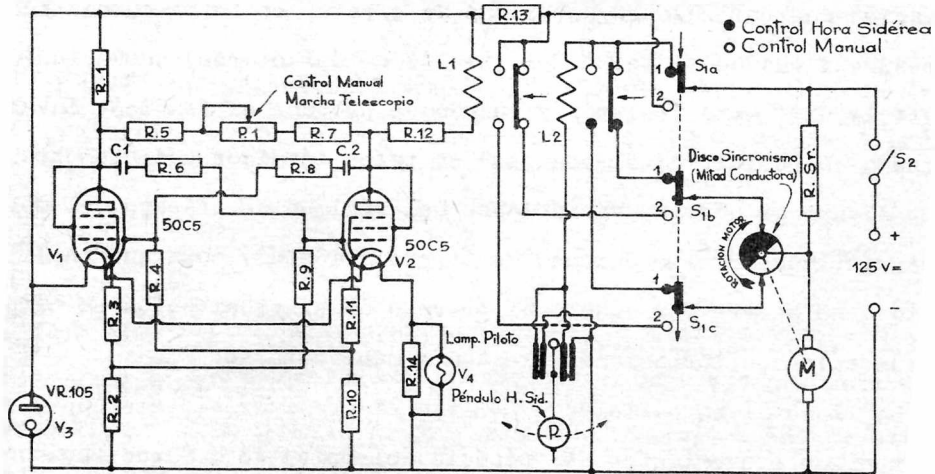 R.13
Control Hora Sidérea
Control Manual
R.1
L1
1
S1a
2
Control Manual
Marcha Telescopio
R.5
P.1
R.7
R.12
L2
C1
R.6
R.8
C.2
R. Sr.
S2
Disco Sincronismo
(Mitad Conductora)
1
2
S1b
50C5
50C5
V1
V2
R.4
R.9
ROTACION MOTOR
+
125 V=
R.3
R.11
1
2
S1c
Lamp. Piloto
R.14
V4
M
VR.105
V3
R.2
R.10
Péndulo H. Sid.
R